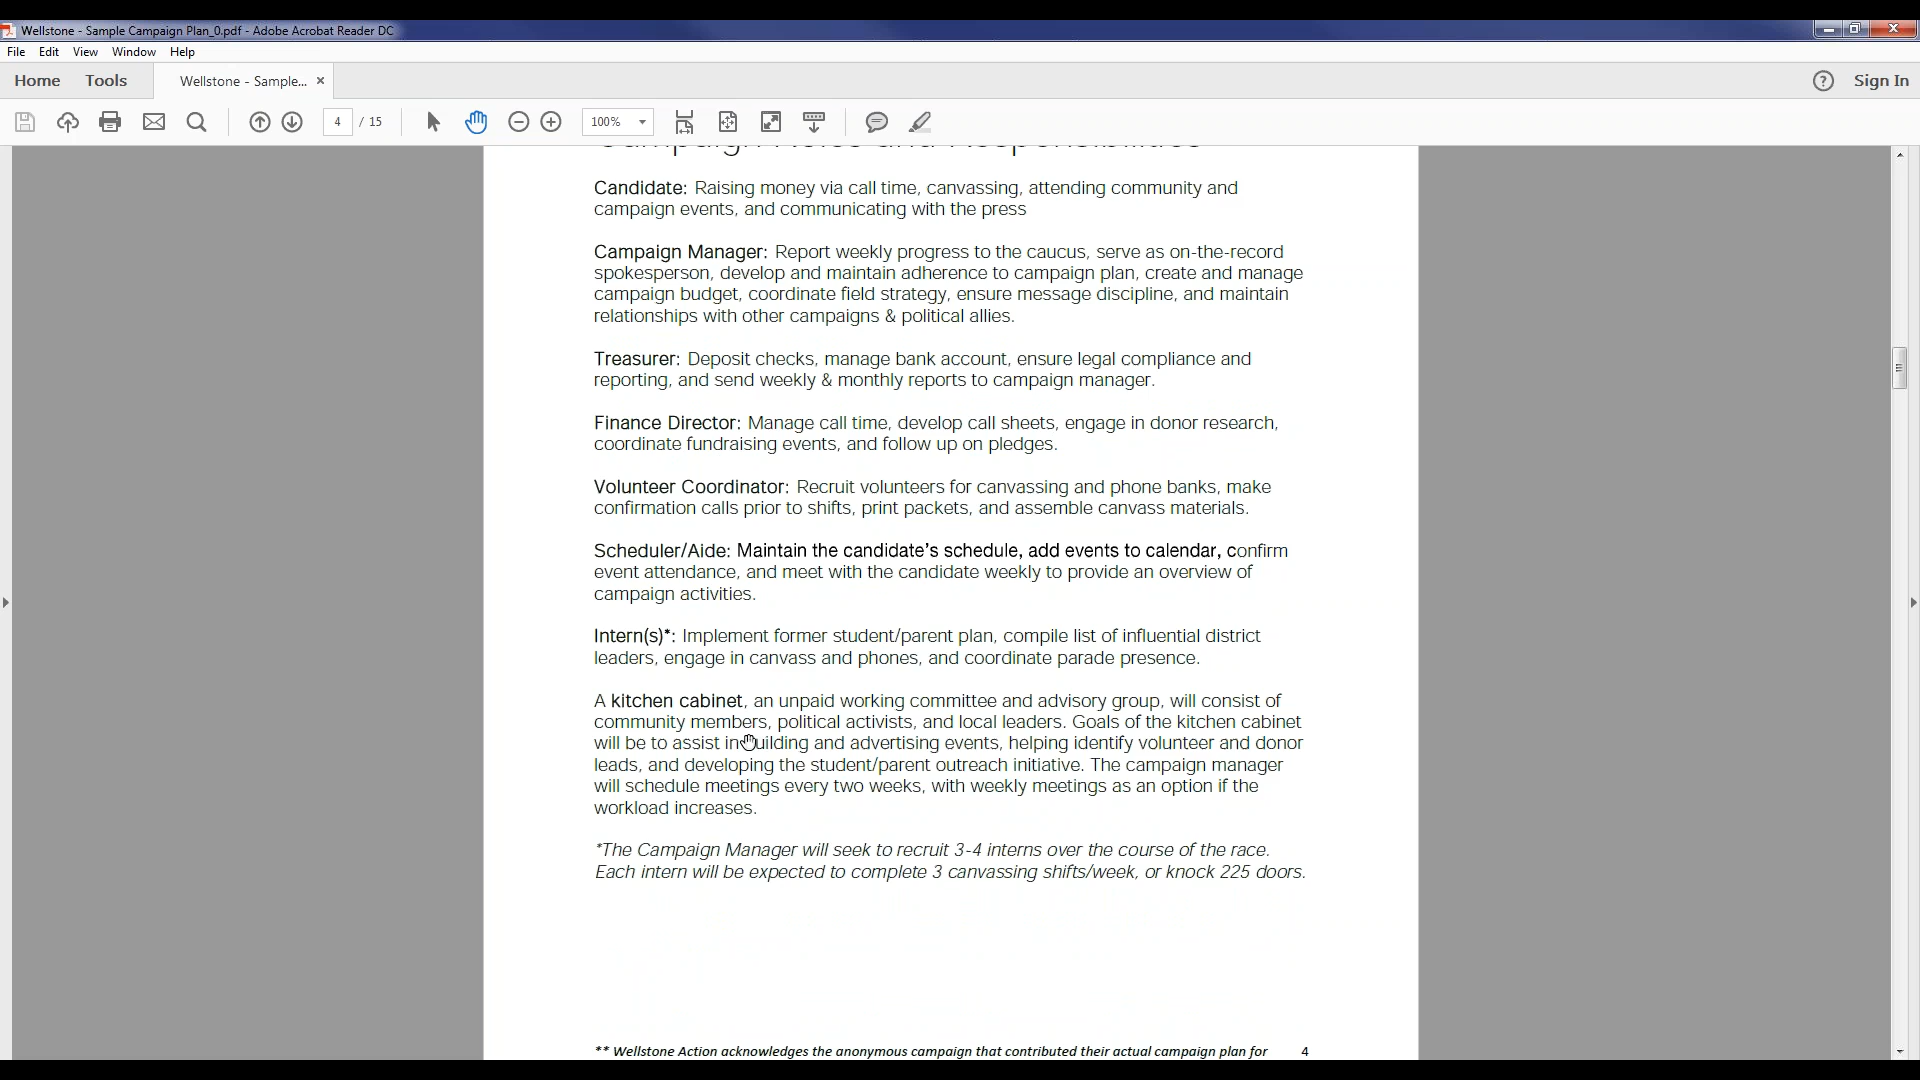 Wellstone - Sample Campaign Plan_0.pdf - Adobe Acrobat Reader DC
File Edit View Window Help
Home Tools Wellstone - Sample... × Sign In
4 / 15 100%
Campaign Roles and Responsibilities
Candidate: Raising money via call time, canvassing, attending community and
campaign events, and communicating with the press
Campaign Manager: Report weekly progress to the caucus, serve as on-the-record
spokesperson, develop and maintain adherence to campaign plan, create and manage
campaign budget, coordinate field strategy, ensure message discipline, and maintain
relationships with other campaigns & political allies.
Treasurer: Deposit checks, manage bank account, ensure legal compliance and
reporting, and send weekly & monthly reports to campaign manager.
Finance Director: Manage call time, develop call sheets, engage in donor research,
coordinate fundraising events, and follow up on pledges.
Volunteer Coordinator: Recruit volunteers for canvassing and phone banks, make
confirmation calls prior to shifts, print packets, and assemble canvass materials.
Scheduler/Aide: Maintain the candidate's schedule, add events to calendar, confirm
event attendance, and meet with the candidate weekly to provide an overview of
campaign activities.
Intern(s)*: Implement former student/parent plan, compile list of influential district
leaders, engage in canvass and phones, and coordinate parade presence.
A kitchen cabinet, an unpaid working committee and advisory group, will consist of
community members, political activists, and local leaders. Goals of the kitchen cabinet
will be to assist in building and advertising events, helping identify volunteer and donor
leads, and developing the student/parent outreach initiative. The campaign manager
will schedule meetings every two weeks, with weekly meetings as an option if the
workload increases.
*The Campaign Manager will seek to recruit 3-4 interns over the course of the race.
Each intern will be expected to complete 3 canvassing shifts/week, or knock 225 doors.
** Wellstone Action acknowledges the anonymous campaign that contributed their actual campaign plan for 4